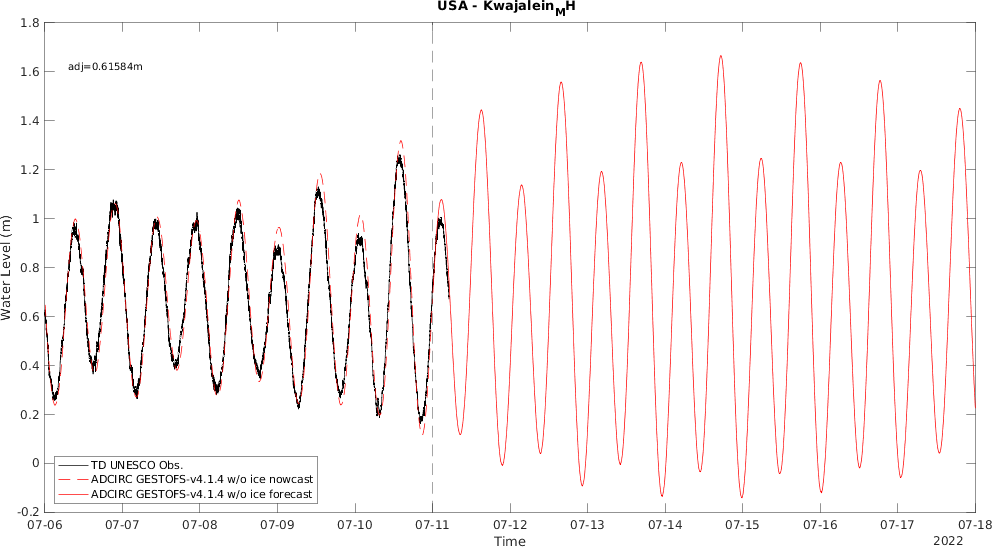 USA - Kwajalein_MH
1.8
1.6
1.4
1.2
1
0.8
0.6
0.4
0.2
0
-0.2
Water Level (m)
adj=0.61584m
TD UNESCO Obs.
ADCIRC GESTOFS-v4.1.4 w/o ice nowcast
ADCIRC GESTOFS-v4.1.4 w/o ice forecast
07-06 07-07 07-08 07-09 07-10 07-11 07-12 07-13 07-14 07-15 07-16 07-17 07-18
Time
2022